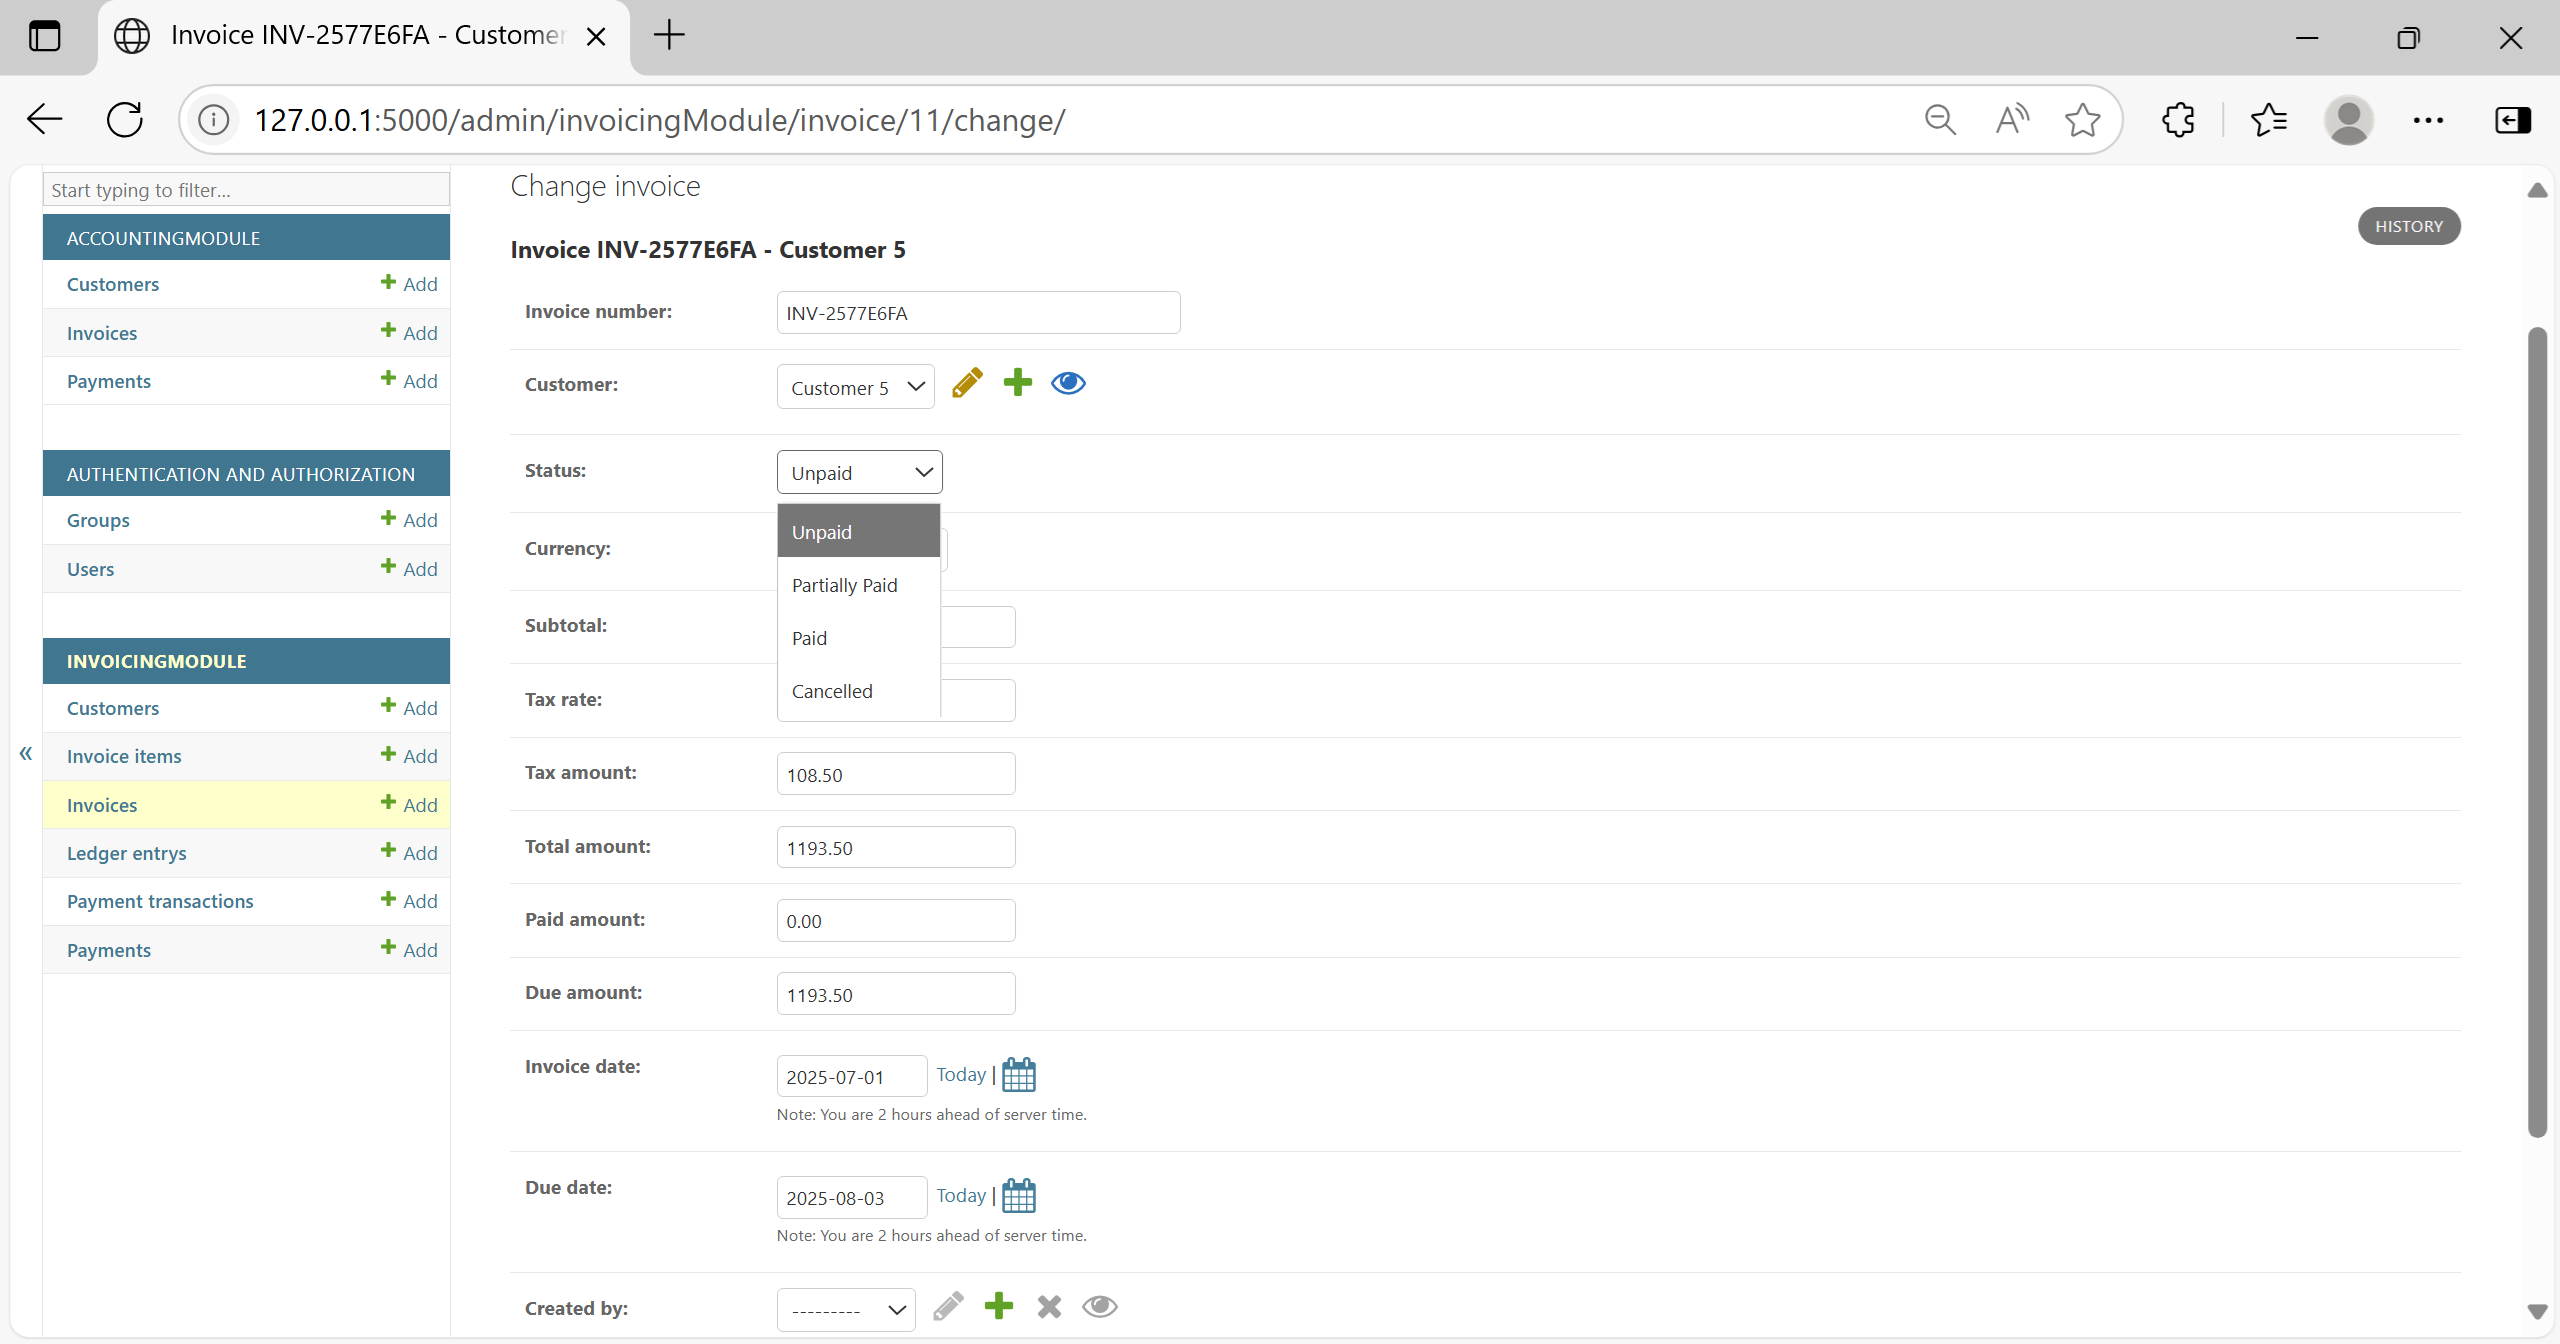 Invoice INV-2577E6FA - Customer
127.0.0.1:5000/admin/invoicingModule/invoice/11/change/
Start typing to filter...
ACCOUNTINGMODULE
Customers Add
Invoices Add
Payments Add
AUTHENTICATION AND AUTHORIZATION
Groups Add
Users Add
INVOICINGMODULE
Customers Add
Invoice items Add
Invoices Add
Ledger entrys Add
Payment transactions Add
Payments Add
«
Change invoice
HISTORY
Invoice INV-2577E6FA - Customer 5
Invoice number: INV-2577E6FA
Customer: Customer 5
Status: Unpaid
Unpaid
Partially Paid
Paid
Cancelled
Currency:
Subtotal:
Tax rate:
Tax amount: 108.50
Total amount: 1193.50
Paid amount: 0.00
Due amount: 1193.50
Invoice date: 2025-07-01 Today |
Note: You are 2 hours ahead of server time.
Due date: 2025-08-03 Today |
Note: You are 2 hours ahead of server time.
Created by: ---------